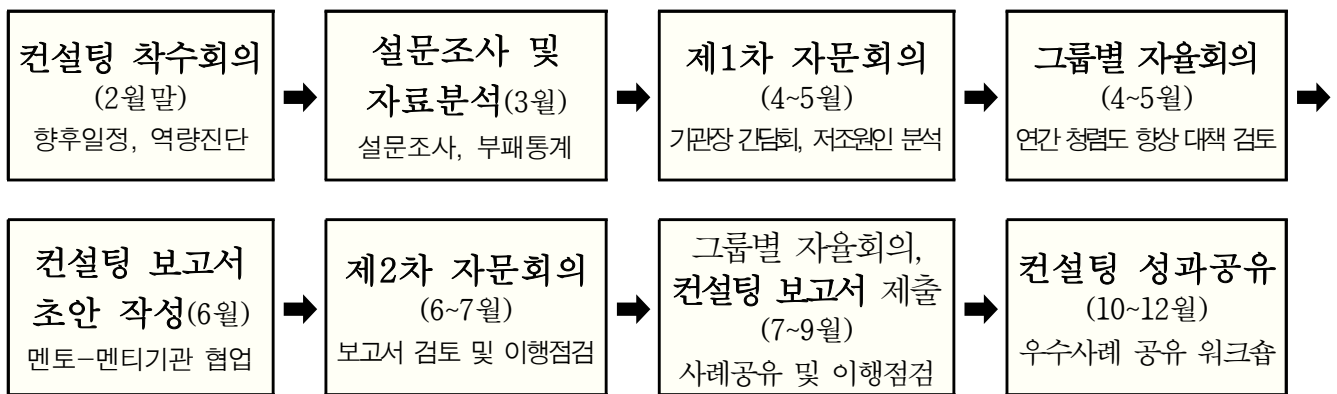 컨설팅 착수회의
(2월말)
향후일정, 역량진단
➡
설문조사 및
자료분석(3월)
설문조사, 부패통계
➡
제1차 자문회의
(4~5월)
기관장 간담회, 저조원인 분석
➡
그룹별 자율회의
(4~5월)
연간 청렴도 향상 대책 검토
➡
컨설팅 보고서
초안 작성(6월)
멘토-멘티기관 협업
➡
제2차 자문회의
(6~7월)
보고서 검토 및 이행점검
➡
그룹별 자율회의,
컨설팅 보고서 제출
(7~9월)
사례공유 및 이행점검
➡
컨설팅 성과공유
(10~12월)
우수사례 공유 워크숍